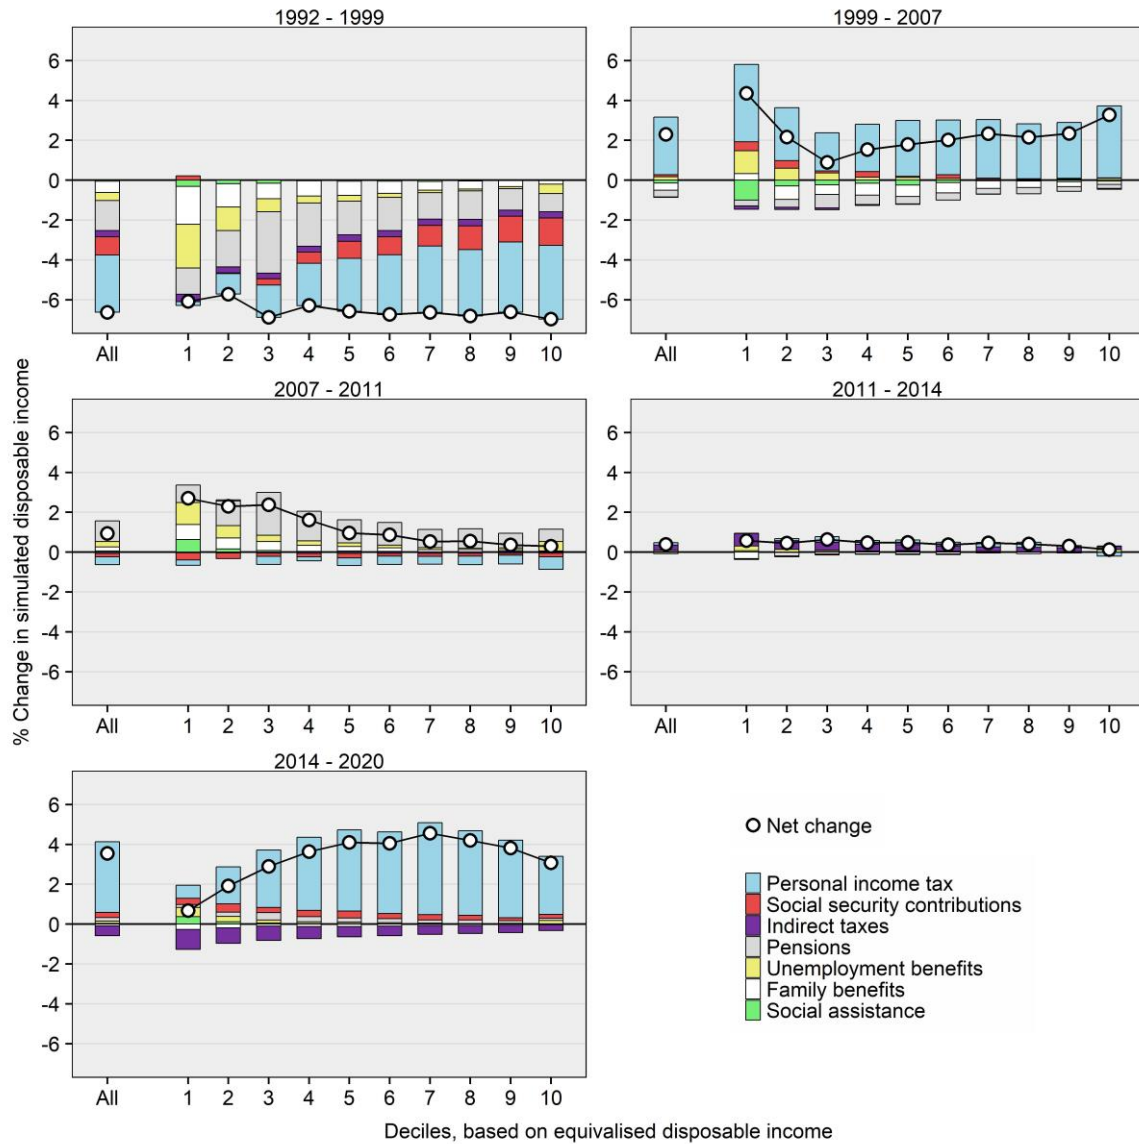 1992 - 1999
6
4
2
0
-2
-4
-6
All 1 2 3 4 5 6 7 8 9 10
1999 - 2007
6
4
2
0
-2
-4
-6
All 1 2 3 4 5 6 7 8 9 10
% Change in simulated disposable income
2007 - 2011
6
4
2
0
-2
-4
-6
All 1 2 3 4 5 6 7 8 9 10
2011 - 2014
6
4
2
0
-2
-4
-6
All 1 2 3 4 5 6 7 8 9 10
2014 - 2020
6
4
2
0
-2
-4
-6
All 1 2 3 4 5 6 7 8 9 10
Net change
Personal income tax
Social security contributions
Indirect taxes
Pensions
Unemployment benefits
Family benefits
Social assistance
Deciles, based on equivalised disposable income